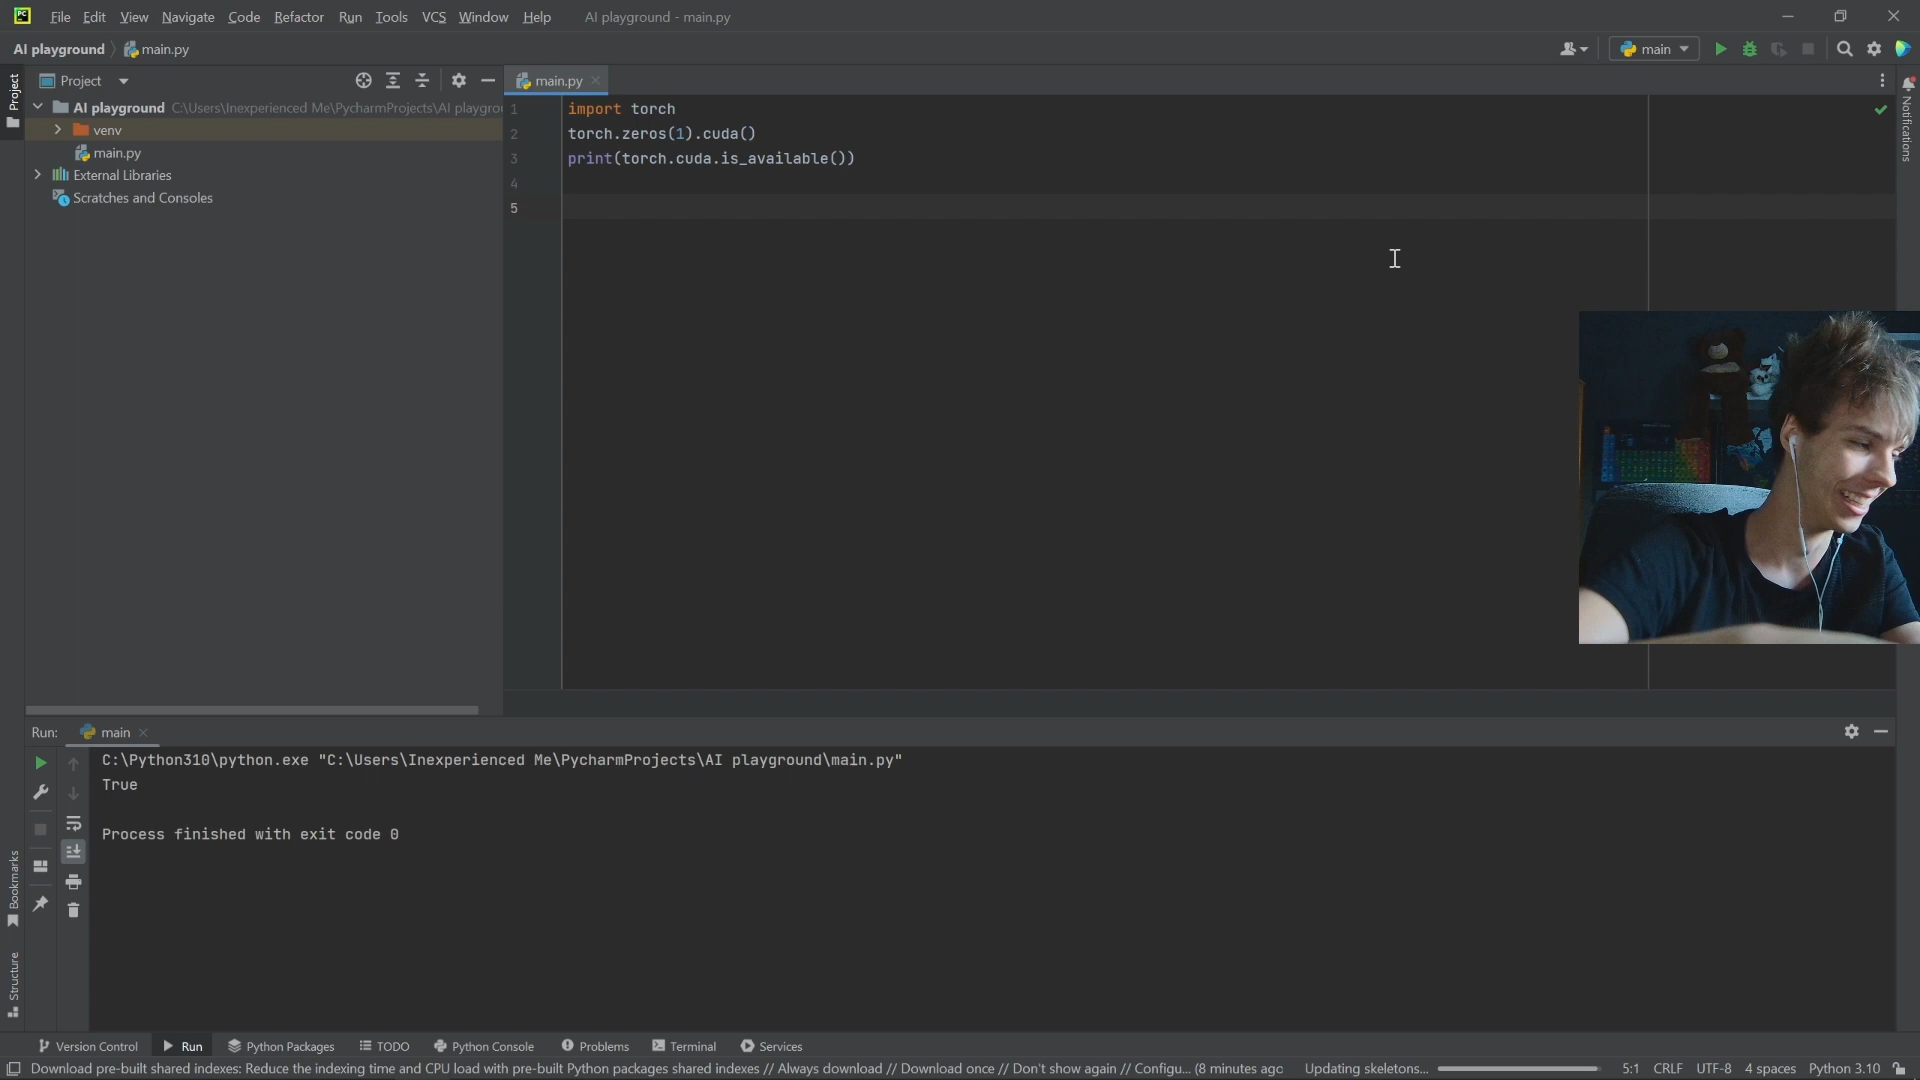 PC File Edit View Navigate Code Refactor Run Tools VCS Window Help AI playground - main.py
AI playground main.py main
Project
Project
main.py
AI playground C:\Users\Inexperienced Me\PycharmProjects\AI playgro
venv
main.py
External Libraries
Scratches and Consoles
1 import torch
2 torch.zeros(1).cuda()
3 print(torch.cuda.is_available())
4
5
Notifications
Run: main
C:\Python310\python.exe "C:\Users\Inexperienced Me\PycharmProjects\AI playground\main.py"
True
Process finished with exit code 0
Bookmarks
Structure
Version Control Run Python Packages TODO Python Console Problems Terminal Services
Download pre-built shared indexes: Reduce the indexing time and CPU load with pre-built Python packages shared indexes // Always download // Download once // Don't show again // Configu... (8 minutes agc Updating skeletons... 5:1 CRLF UTF-8 4 spaces Python 3.10